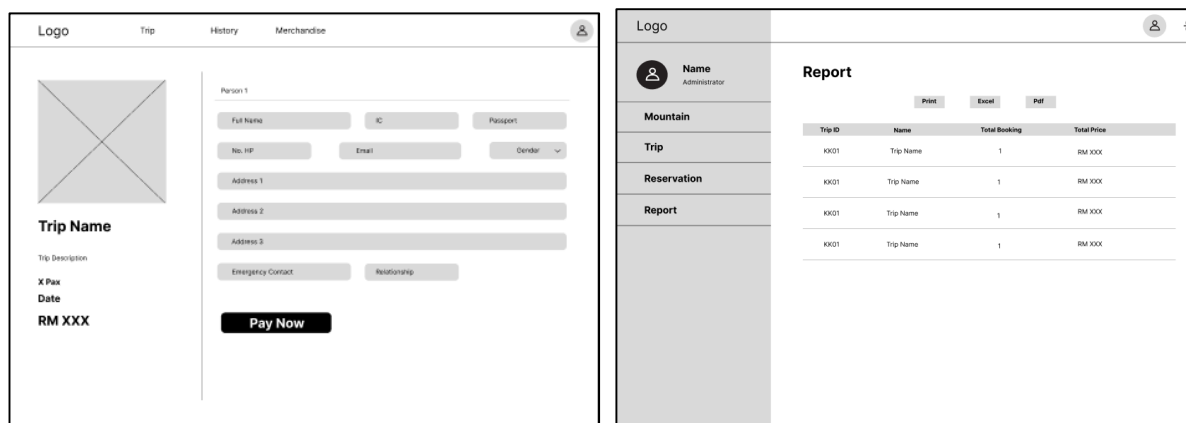 Logo Trip History Merchandise
Person 1
Full Name IC Passport
No. HP Email Gender
Address 1
Address 2
Trip Name
Address 3
Trip Description
Emergency Contact Relationship
X Pax
Date
RM XXX
Pay Now
Logo
Name
Administrator
Mountain
Trip
Reservation
Report
Report
Print Excel Pdf
Trip ID Name Total Booking Total Price
KK01 Trip Name 1 RM XXX
KK01 Trip Name 1 RM XXX
KK01 Trip Name 1 RM XXX
KK01 Trip Name 1 RM XXX